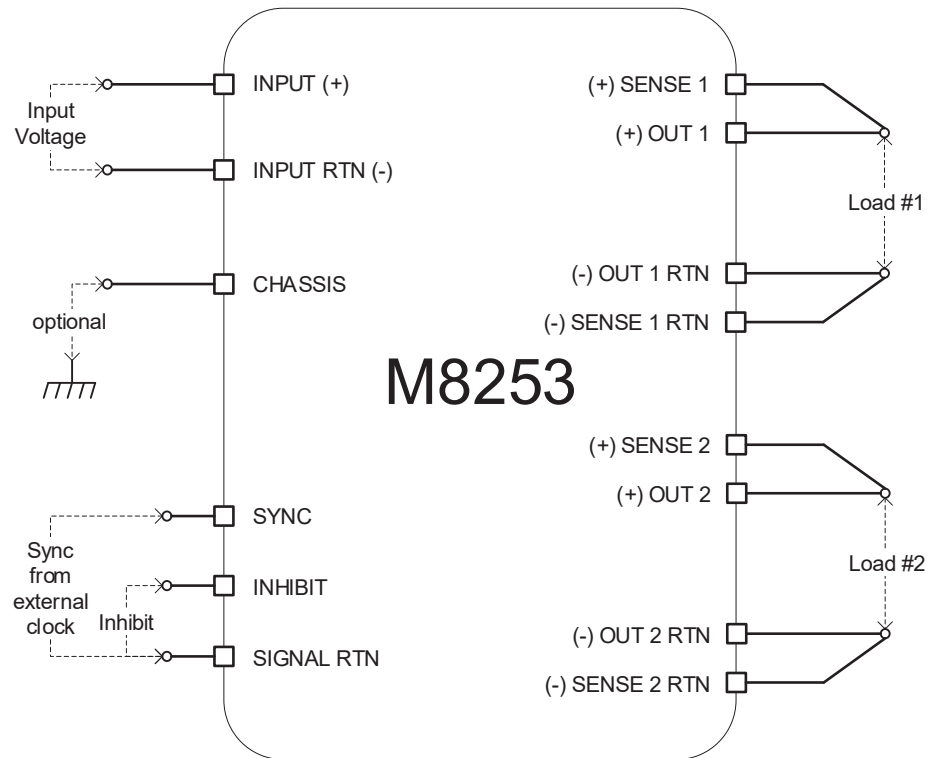 INPUT (+)
Input
Voltage
INPUT RTN (-)
CHASSIS
optional
M8253
SYNC
Sync
from
external
clock
INHIBIT
Inhibit
SIGNAL RTN
(+) SENSE 1
(+) OUT 1
Load #1
(-) OUT 1 RTN
(-) SENSE 1 RTN
(+) SENSE 2
(+) OUT 2
Load #2
(-) OUT 2 RTN
(-) SENSE 2 RTN